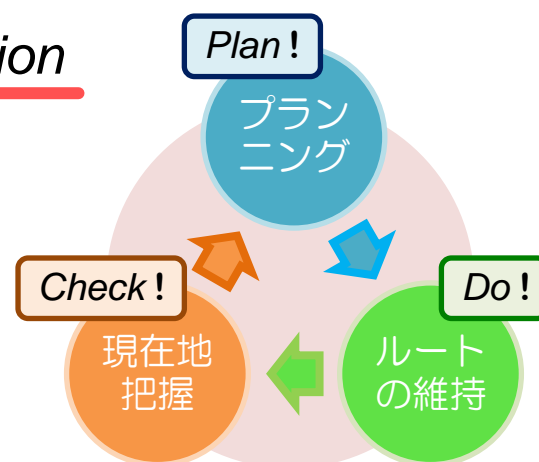 ion
Plan!
プラン
ニング
Check!
Do!
現在地
把握
ルート
の維持